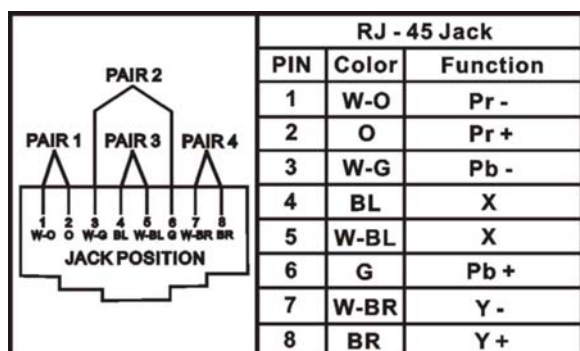 PAIR 2
PAIR 1 PAIR 3 PAIR 4
1 2 3 4 5 6 7 8
W-O O W-G BL W-BL G W-BR BR
JACK POSITION
RJ - 45 Jack
PIN Color Function
1 W-O Pr -
2 O Pr +
3 W-G Pb -
4 BL X
5 W-BL X
6 G Pb +
7 W-BR Y -
8 BR Y +